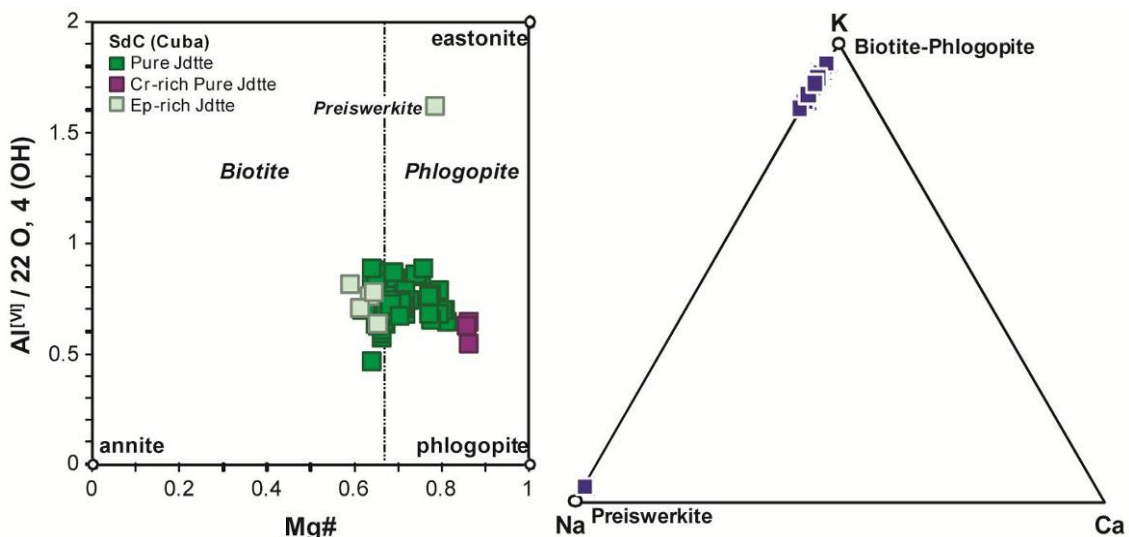 2
eastonite
SdC (Cuba)
Pure Jdtte
Cr-rich Pure Jdtte
Ep-rich Jdtte
Preiswerkite
1.5
Biotite
Phlogopite
1
0.5
annite
phlogopite
0
0
0.2
0.4
0.6
0.8
1
Mg#
Al[VI] / 22 O, 4 (OH)
K
Biotite-Phlogopite
Preiswerkite
Na
Ca